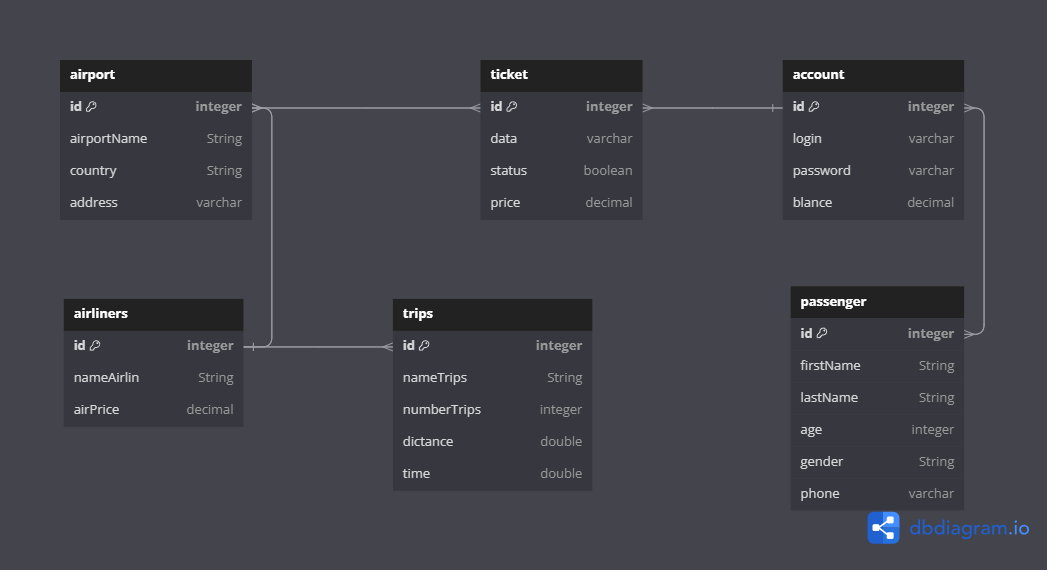 airport
id integer
airportName String
country String
address varchar
ticket
id integer
data varchar
status boolean
price decimal
account
id integer
login varchar
password varchar
blance decimal
airliners
id integer
nameAirlin String
airPrice decimal
trips
id integer
nameTrips String
numberTrips integer
dictance double
time double
passenger
id integer
firstName String
lastName String
age integer
gender String
phone varchar
dbdiagram.io